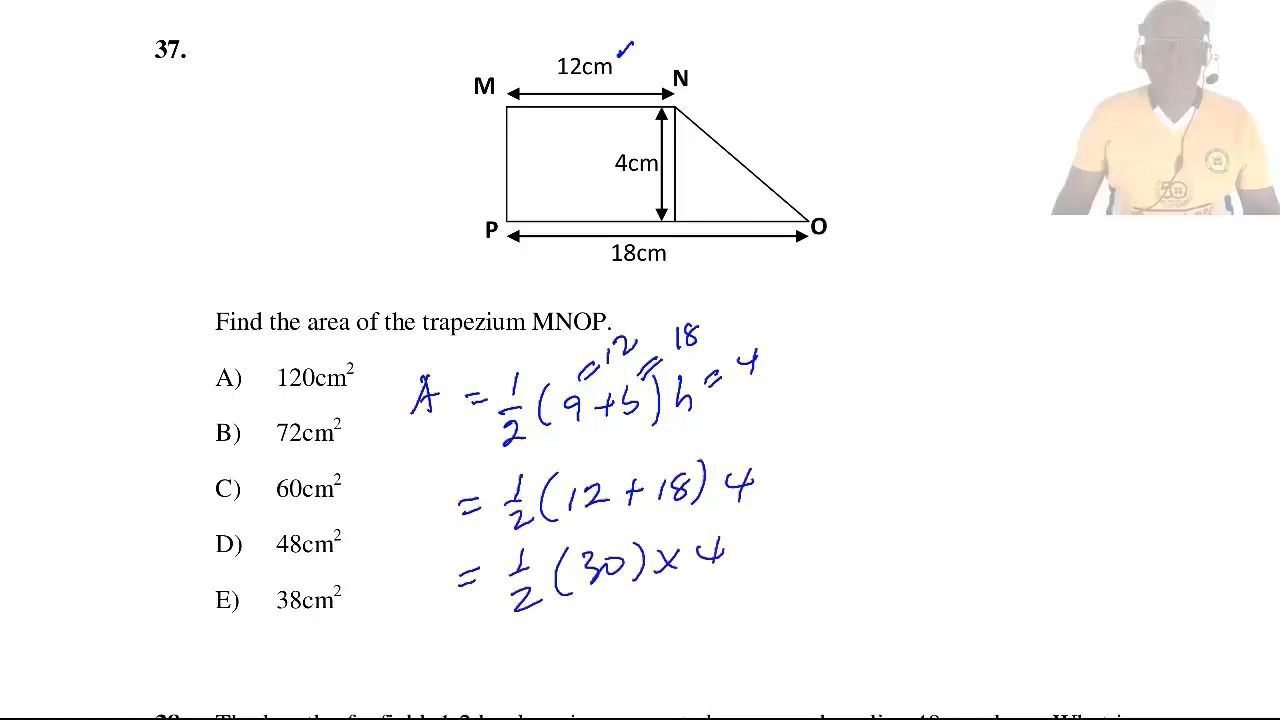 37.
12cm ✓
M
N
4cm
P
O
18cm
Find the area of the trapezium MNOP.
=12 =18
A) 120cm²
A = 1/2 (a+b) h = 4
B) 72cm²
C) 60cm²
= 1/2 (12 + 18) 4
D) 48cm²
= 1/2 (30) × 4
E) 38cm²
50